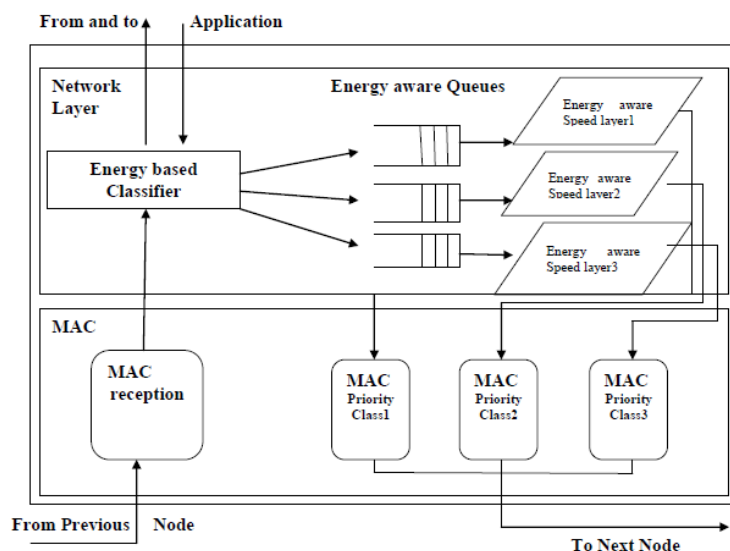 From and to Application
Network
Layer
Energy aware Queues
Energy aware
Speed layer1
Energy based
Classifier
Energy aware
Speed layer2
Energy aware
Speed layer3
MAC
MAC
reception
MAC
Priority
Class1
MAC
Priority
Class2
MAC
Priority
Class3
From Previous Node
To Next Node